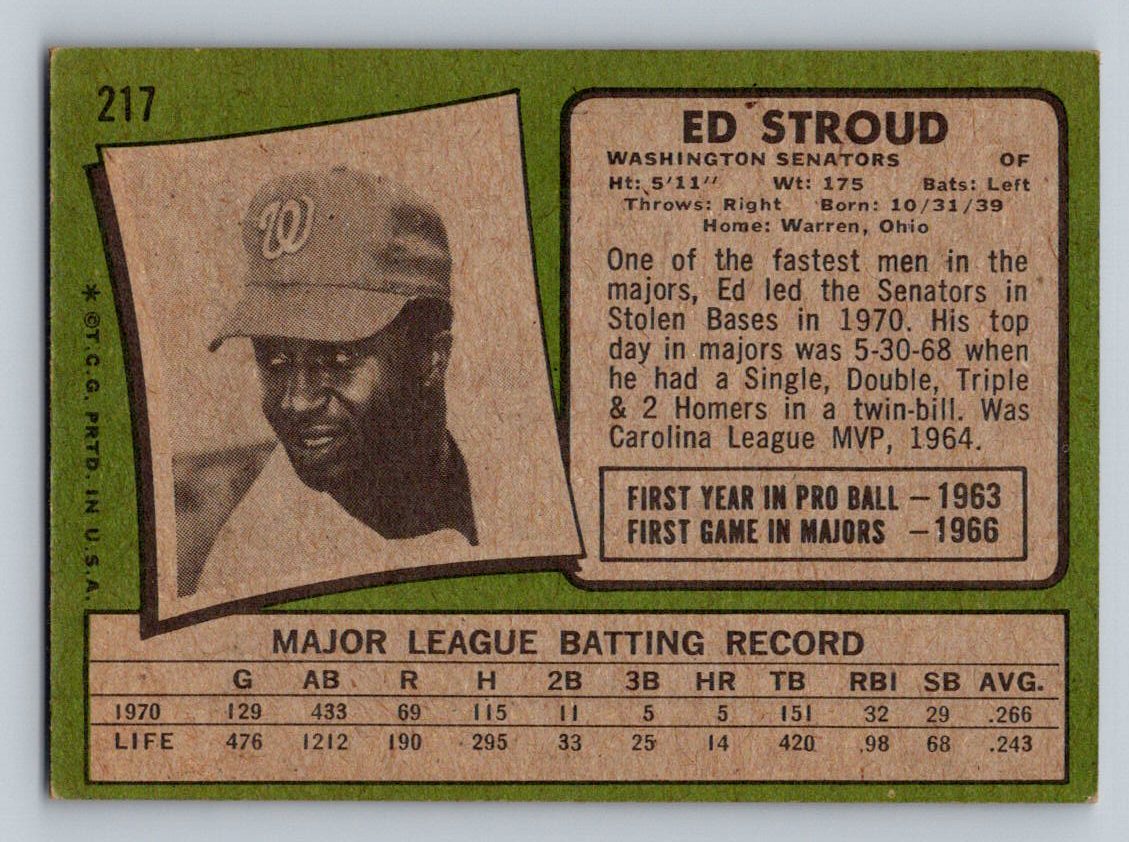 217
ED STROUD
WASHINGTON SENATORS OF
Ht: 5'11" Wt: 175 Bats: Left
Throws: Right Born: 10/31/39
Home: Warren, Ohio
One of the fastest men in the
majors, Ed led the Senators in
Stolen Bases in 1970. His top
day in majors was 5-30-68 when
he had a Single, Double, Triple
& 2 Homers in a twin-bill. Was
Carolina League MVP, 1964.
FIRST YEAR IN PRO BALL – 1963
FIRST GAME IN MAJORS – 1966
W
* ©T.C.G. PRTD. IN U.S.A.
MAJOR LEAGUE BATTING RECORD
G AB R H 2B 3B HR TB RBI SB AVG.
1970 129 433 69 115 11 5 5 151 32 29 .266
LIFE 476 1212 190 295 33 25 14 420 98 68 .243